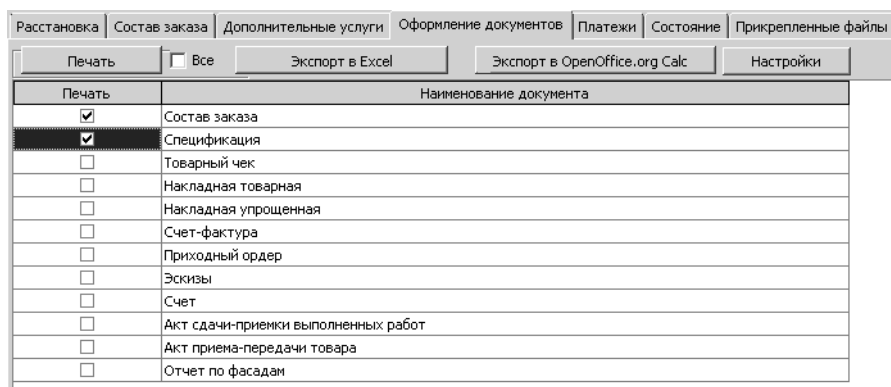 Расстановка Состав заказа Дополнительные услуги Оформление документов Платежи Состояние Прикрепленные файлы
Печать Все Экспорт в Excel Экспорт в OpenOffice.org Calc Настройки
Печать Наименование документа
Состав заказа
Спецификация
Товарный чек
Накладная товарная
Накладная упрощенная
Счет-фактура
Приходный ордер
Эскизы
Счет
Акт сдачи-приемки выполненных работ
Акт приема-передачи товара
Отчет по фасадам